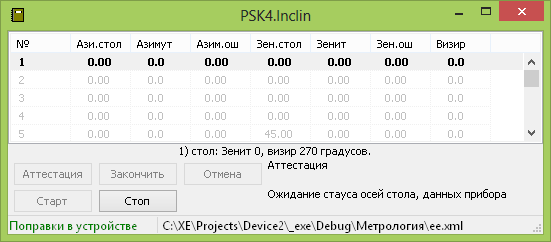 PSK4.Inclin
№ Ази.стол Азимут Азим.ош Зен.стол Зенит Зен.ош Визир
1 0.00 0.0 0.00 0.00 0.00 0.00 0.0
2 0.00 0.0 0.00 0.00 0.00 0.00 0.0
3 0.00 0.0 0.00 0.00 0.00 0.00 0.0
4 0.00 0.0 0.00 0.00 0.00 0.00 0.0
5 0.00 0.0 0.00 45.00 0.00 0.00 0.0
1) стол: Зенит 0, визир 270 градусов.
Аттестация Закончить Отмена Аттестация
Старт Стоп Ожидание стауса осей стола, данных прибора
Поправки в устройстве C:\XE\Projects\Device2\_exe\Debug\Метрология\ee.xml